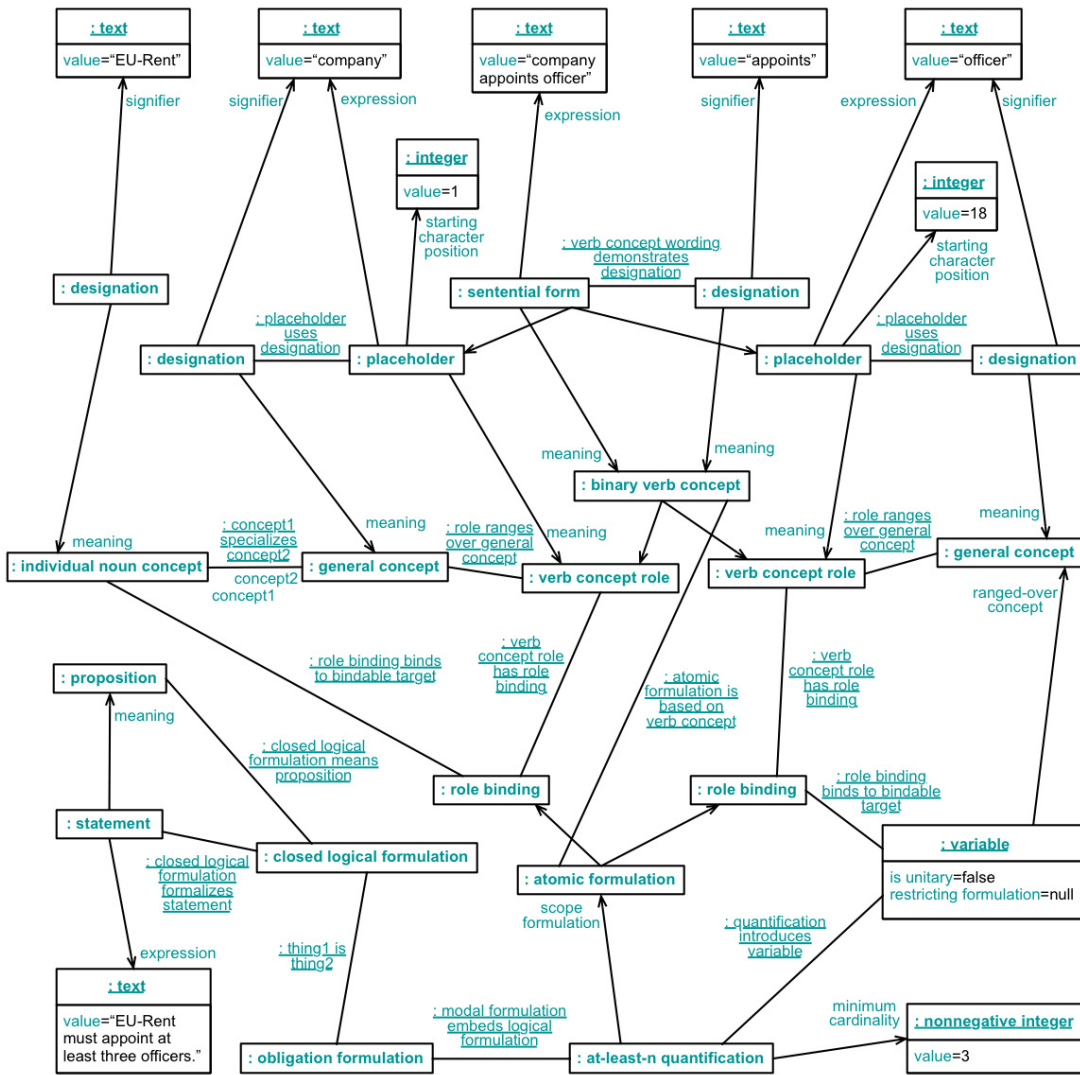 : text
value=“EU-Rent”
: text
value=“company”
: text
value=“company
appoints officer”
: text
value=“appoints”
: text
value=“officer”
signifier
signifier
expression
expression
signifier
expression
signifier
: integer
value=1
: integer
value=18
starting
character
position
starting
character
position
: verb concept wording
demonstrates
designation
: designation
: sentential form
: designation
: placeholder
uses
designation
: placeholder
uses
designation
: designation
: placeholder
: placeholder
: designation
meaning
meaning
: binary verb concept
meaning
meaning
meaning
meaning
meaning
: concept1
specializes
concept2
: role ranges
over general
concept
: role ranges
over general
concept
: individual noun concept
concept2
concept1
: general concept
: verb concept role
: verb concept role
: general concept
ranged-over
concept
: role binding binds
to bindable target
: verb
concept role
has role
binding
: atomic
formulation is
based on
verb concept
: verb
concept role
has role
binding
: proposition
meaning
: closed logical
formulation means
proposition
: role binding
: role binding
: role binding
binds to bindable
target
: statement
: closed logical formulation
: closed logical
formulation
formalizes
statement
: atomic formulation
scope
formulation
: variable
is unitary=false
restricting formulation=null
: quantification
introduces
variable
: thing1 is
thing2
expression
: text
value=“EU-Rent
must appoint at
least three officers.”
: modal formulation
embeds logical
formulation
: obligation formulation
: at-least-n quantification
minimum
cardinality
: nonnegative integer
value=3